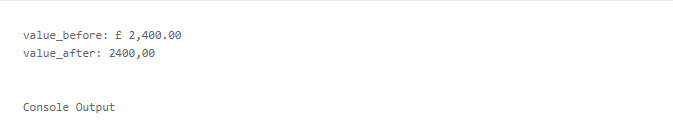 value_before: £ 2,400.00
value_after: 2400,00
Console Output